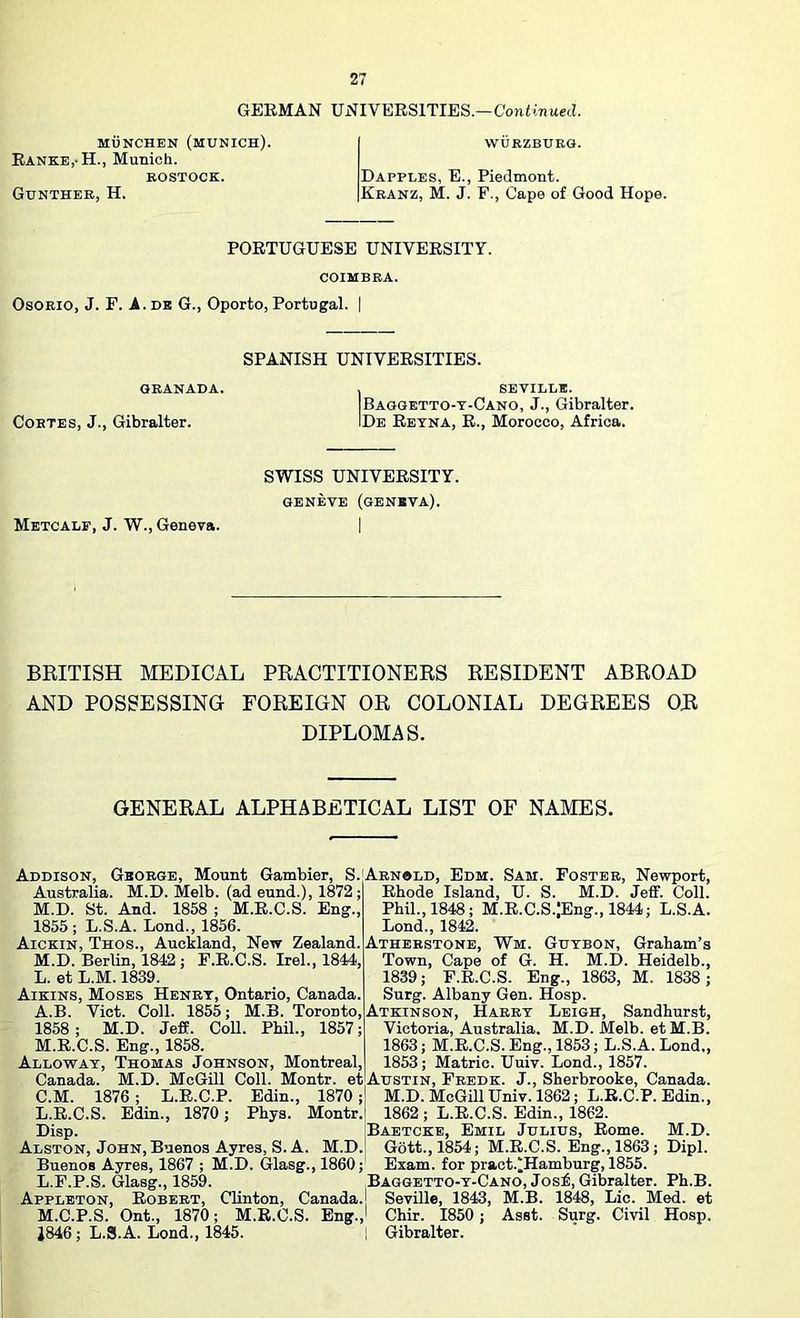 27
GERMAN UNIVERSITIES.—Continued.
MÜNCHEN (MUNICH).
RANKE, H., Munich.
ROSTOCK.
GUNTHER, H.
WÜRZBURG.
DAPPLES, E., Piedmont.
KRANZ, M. J. F., Cape of Good Hope.
PORTUGUESE UNIVERSITY.
COIMBRA.
OSORIO, J. F. A. DE G., Oporto, Portugal.
SPANISH UNIVERSITIES.
GRANADA.
CORTES, J., Gibralter.
SEVILLE.
BAGGETTO-Y-CANO, J., Gibralter.
DE REYNA, R., Morocco, Africa.
SWISS UNIVERSITY.
GENÈVE (GENEVA).
METCALF, J. W., Geneva.
BRITISH MEDICAL PRACTITIONERS RESIDENT ABROAD
AND POSSESSING FOREIGN OR COLONIAL DEGREES OR
DIPLOMAS.
GENERAL ALPHABETICAL LIST OF NAMES.
ADDISON, GEORGE, Mount Gambier, S.
Australia. M.D. Melb. (ad eund.), 1872;
M.D. St. And. 1858 ; M.R.C.S. Eng.,
1855 ; L.S.A. Lond., 1856.
AICKIN, THOS., Auckland, New Zealand.
M.D. Berlin, 1842 ; F.R.C.S. Irel., 1844,
L. et L.M. 1839.
AIKINS, MOSES HENRY, Ontario, Canada.
A.B. Vict. Coll. 1855; M.B. Toronto,
1858 ; M.D. Jeff. Coll. Phil., 1857;
M.R.C.S. Eng., 1858.
ALLOWAY, THOMAS JOHNSON, Montreal,
Canada. M.D. McGill Coll. Montr. et
C.M. 1876 ; L.R.C.P. Edin., 1870 ;
L.R.C.S. Edin., 1870 ; Phys. Montr.
Disp.
ALSTON, JOHN, Buenos Ayres, S. A. M.D.
Buenos Ayres, 1867 ; M.D. Glasg., 1860;
L.F.P.S. Glasg., 1859.
APPLETON, ROBERT, Clinton, Canada.
M.C.P.S. Ont., 1870; M.R.C.S. Eng.,
1846; L.S.A. Lond., 1845.
ARNOLD, EDM. SAM. FOSTER, Newport,
Rhode Island, U. S. M.D. Jeff. Coll.
Phil., 1848; M.R.C.S. Eng., 1844; L.S.A.
Lond., 1842.
ATHERSTONE, WM. GUYBON, Graham's
Town, Cape of G. H. M.D. Heidelb.,
1839; F.R.C.S. Eng., 1863, M. 1838 ;
Surg. Albany Gen. Hosp.
ATKINSON, HARRY LEIGH, Sandhurst,
Victoria, Australia. M.D. Melb. et M.B.
1863; M.R.C.S. Eng., 1853; L.S.A. Lond.,
1853; Matric. Uuiv. Lond., 1857.
AUSTIN, FREDK. J., Sherbrooke, Canada.
M.D. McGill Univ. 1862; L.R.C.P. Edin.,
1862 ; L.R.C.S. Edin., 1862.
BAETCKE, EMIL JULIUS, Rome. M.D.
Gött., 1854; M.R.C.S. Eng., 1863; Dipl.
Exam. for pract. Hamburg, 1855.
BAGGETTO-Y-CANO, JOSÉ, Gibralter. Ph.B.
Seville, 1843, M.B. 1848, Lic. Med. et
Chir. 1850 ; Asst. Surg. Civil Hosp.
Gibralter.